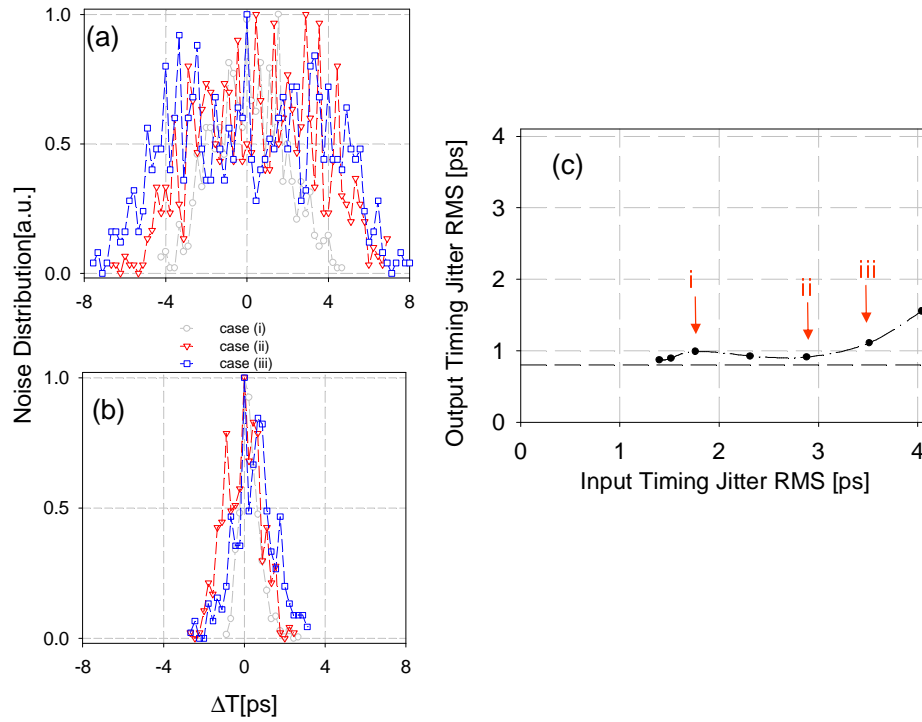 (a)
Noise Distribution[a.u.]
1.0
0.5
0.0
-8 -4 0 4 8
case (i)
case (ii)
case (iii)
(b)
1.0
0.5
0.0
-8 -4 0 4 8
ΔT[ps]
(c)
Output Timing Jitter RMS [ps]
4
3
2
1
0
i
ii
iii
0 1 2 3 4
Input Timing Jitter RMS [ps]